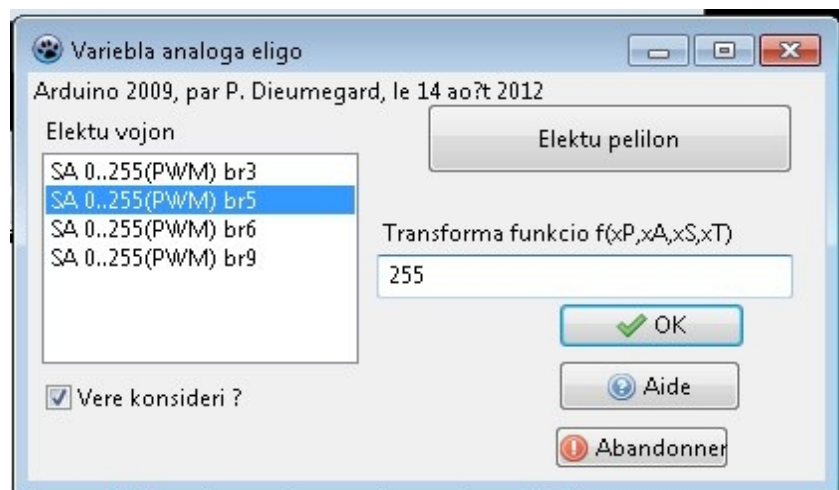 Variebla analoga eligo
Arduino 2009, par P. Dieumegard, le 14 ao?t 2012
Elektu vojon
Elektu pelilon
SA 0..255(PWM) br3
SA 0..255(PWM) br5
SA 0..255(PWM) br6
SA 0..255(PWM) br9
Transforma funkcio f(xP,xA,xS,xT)
255
OK
Aide
Vere konsideri ?
Abandonner